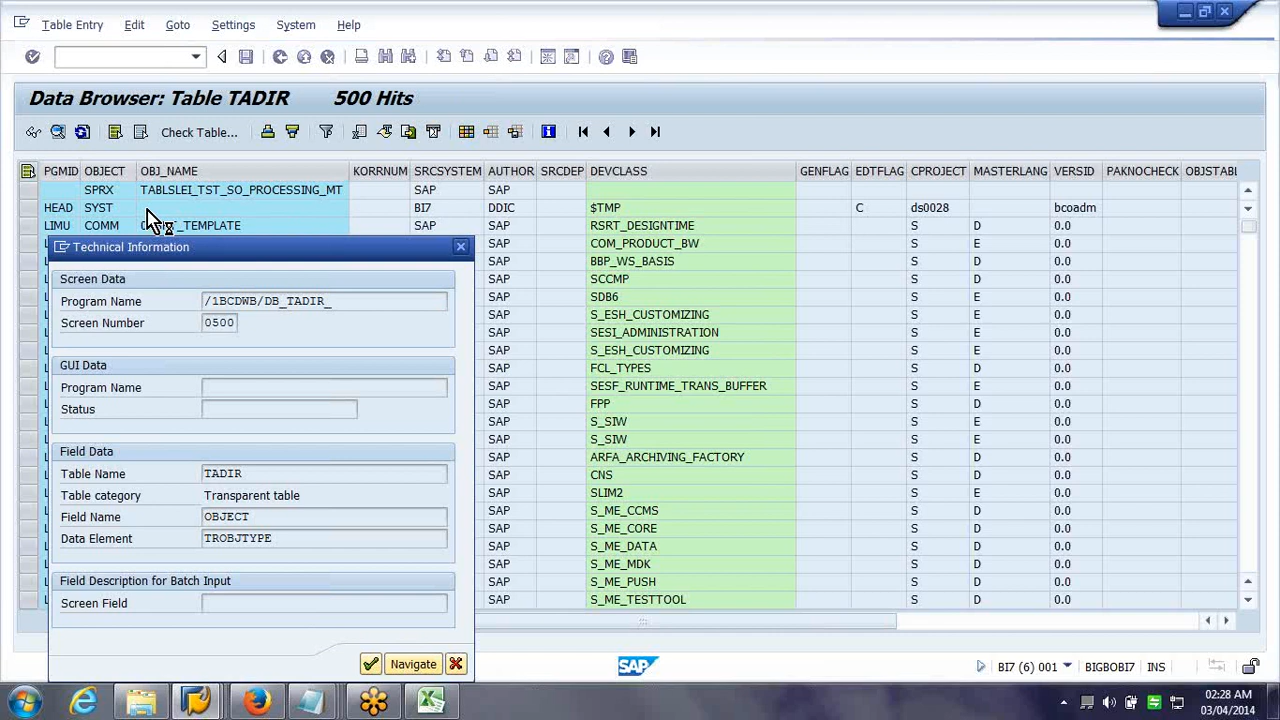 Table Entry Edit Goto Settings System Help
Data Browser: Table TADIR 500 Hits
Check Table...
PGMID OBJECT OBJ_NAME KORRNUM SRCSYSTEM AUTHOR SRCDEP DEVCLASS GENFLAG EDTFLAG CPROJECT MASTERLANG VERSID PAKNOCHECK OBJSTABL
SPRX TABLSLEI_TST_SO_PROCESSING_MT SAP SAP
HEAD SYST BI7 DDIC $TMP C ds0028 bcoadm
LIMU COMM _TEMPLATE SAP SAP RSRT_DESIGNTIME S D 0.0
SAP COM_PRODUCT_BW S E 0.0
SAP BBP_WS_BASIS S D 0.0
SAP SCCMP S D 0.0
SAP SDB6 S E 0.0
SAP S_ESH_CUSTOMIZING S E 0.0
SAP SESI_ADMINISTRATION S E 0.0
SAP S_ESH_CUSTOMIZING S E 0.0
SAP FCL_TYPES S D 0.0
SAP SESF_RUNTIME_TRANS_BUFFER S E 0.0
SAP FPP S D 0.0
SAP S_SIW S E 0.0
SAP S_SIW S E 0.0
SAP ARFA_ARCHIVING_FACTORY S D 0.0
SAP CNS S D 0.0
SAP SLIM2 S E 0.0
SAP S_ME_CCMS S D 0.0
SAP S_ME_CORE S D 0.0
SAP S_ME_DATA S D 0.0
SAP S_ME_MDK S D 0.0
SAP S_ME_PUSH S D 0.0
SAP S_ME_TESTTOOL S D 0.0
Technical Information
Screen Data
Program Name /1BCDWB/DB_TADIR_
Screen Number 0500
GUI Data
Program Name
Status
Field Data
Table Name TADIR
Table category Transparent table
Field Name OBJECT
Data Element TROBJTYPE
Field Description for Batch Input
Screen Field
Navigate
SAP
BI7 (6) 001 BIGBOBI7 INS
02:28 AM
03/04/2014